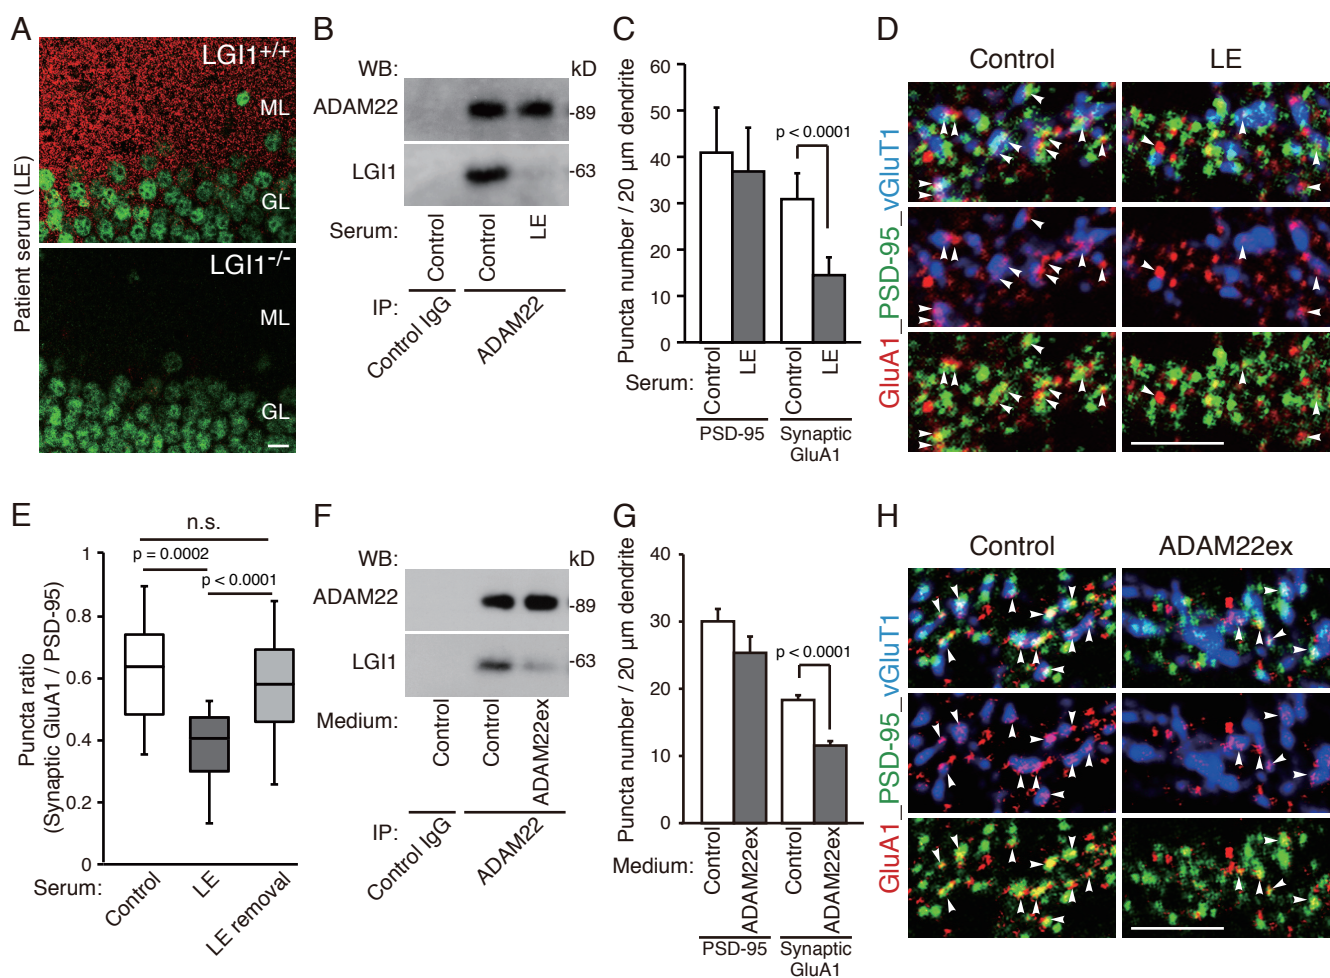 A
Patient serum (LE)
LGI1+/+
ML
GL
LGI1-/-
ML
GL
B
WB:
kD
ADAM22
-89
LGI1
-63
Serum:
Control
Control
LE
IP:
Control IgG
ADAM22
C
Puncta number / 20 µm dendrite
60
50
40
30
20
10
0
p < 0.0001
Serum:
Control
LE
Control
LE
PSD-95
Synaptic
GluA1
D
Control
LE
GluA1_PSD-95_vGluT1
E
Puncta ratio
(Synaptic GluA1 / PSD-95)
1
0.8
0.6
0.4
0.2
0
n.s.
p = 0.0002
p < 0.0001
Serum:
Control
LE
LE removal
F
WB:
kD
ADAM22
-89
LGI1
-63
Medium:
Control
Control
ADAM22ex
IP:
Control IgG
ADAM22
G
Puncta number / 20 µm dendrite
40
30
20
10
0
p < 0.0001
Medium:
Control
ADAM22ex
Control
ADAM22ex
PSD-95
Synaptic
GluA1
H
Control
ADAM22ex
GluA1_PSD-95_vGluT1